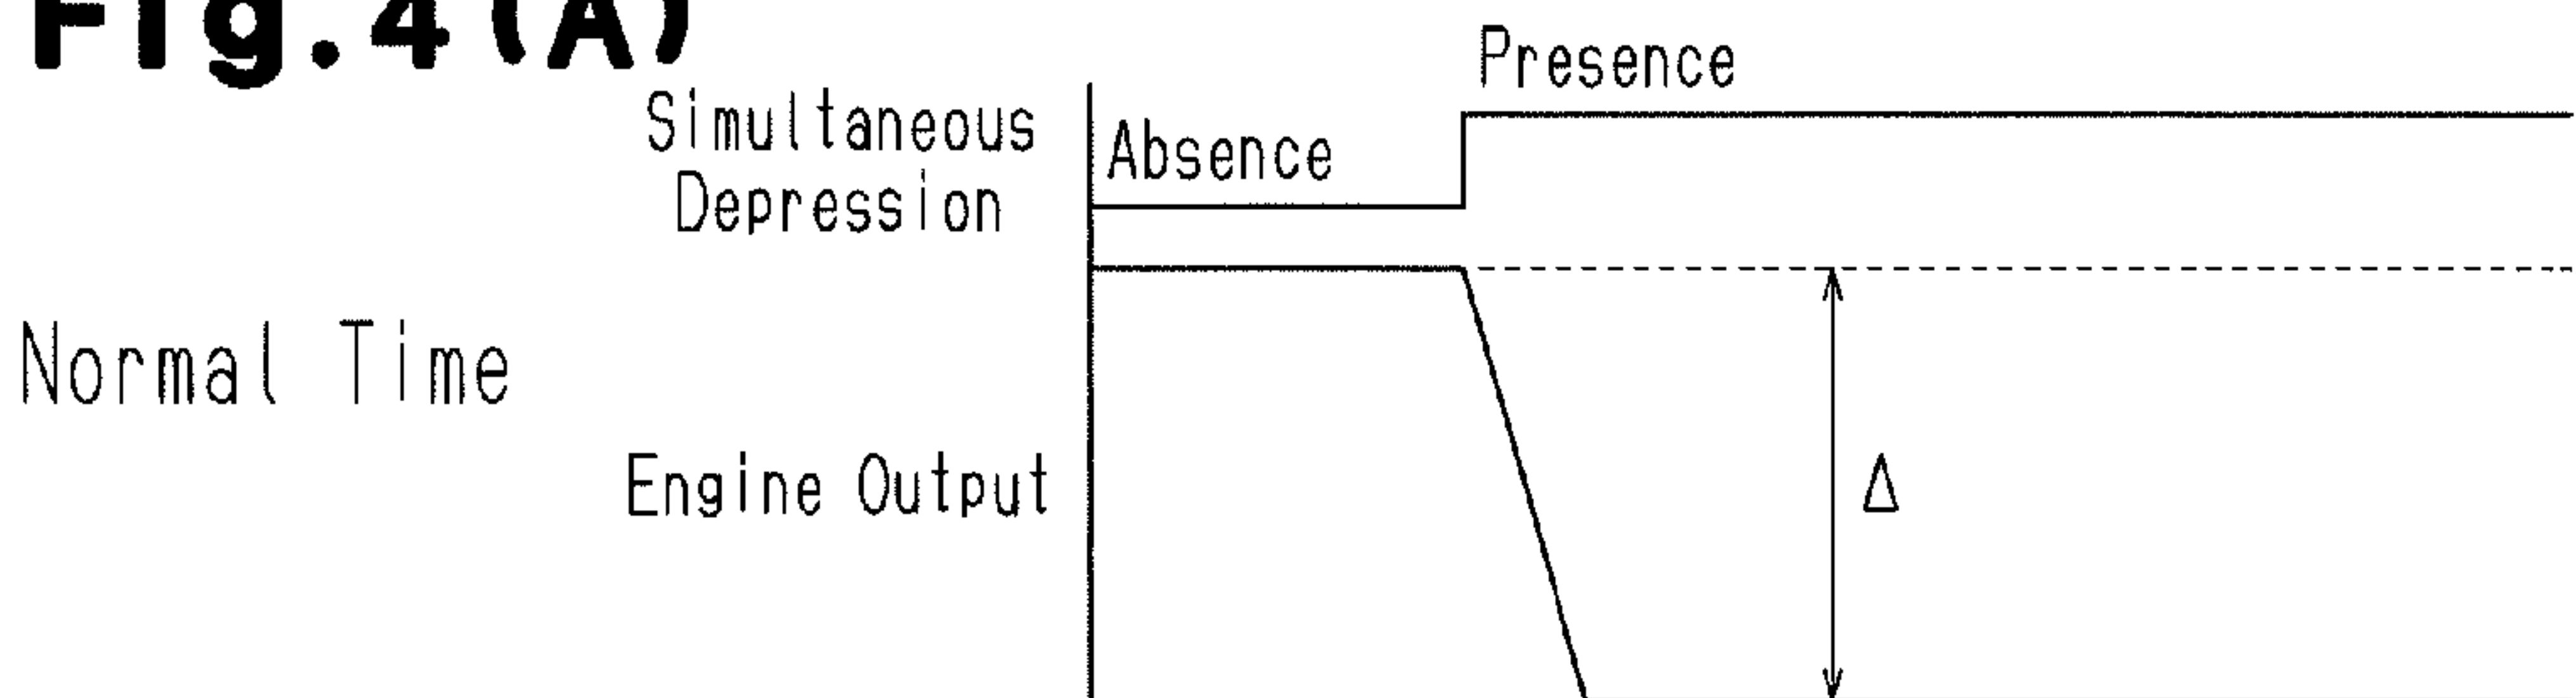 Fig.4(A)
Presence
Simultaneous
Depression
Absence
Normal Time
Engine Output
Δ